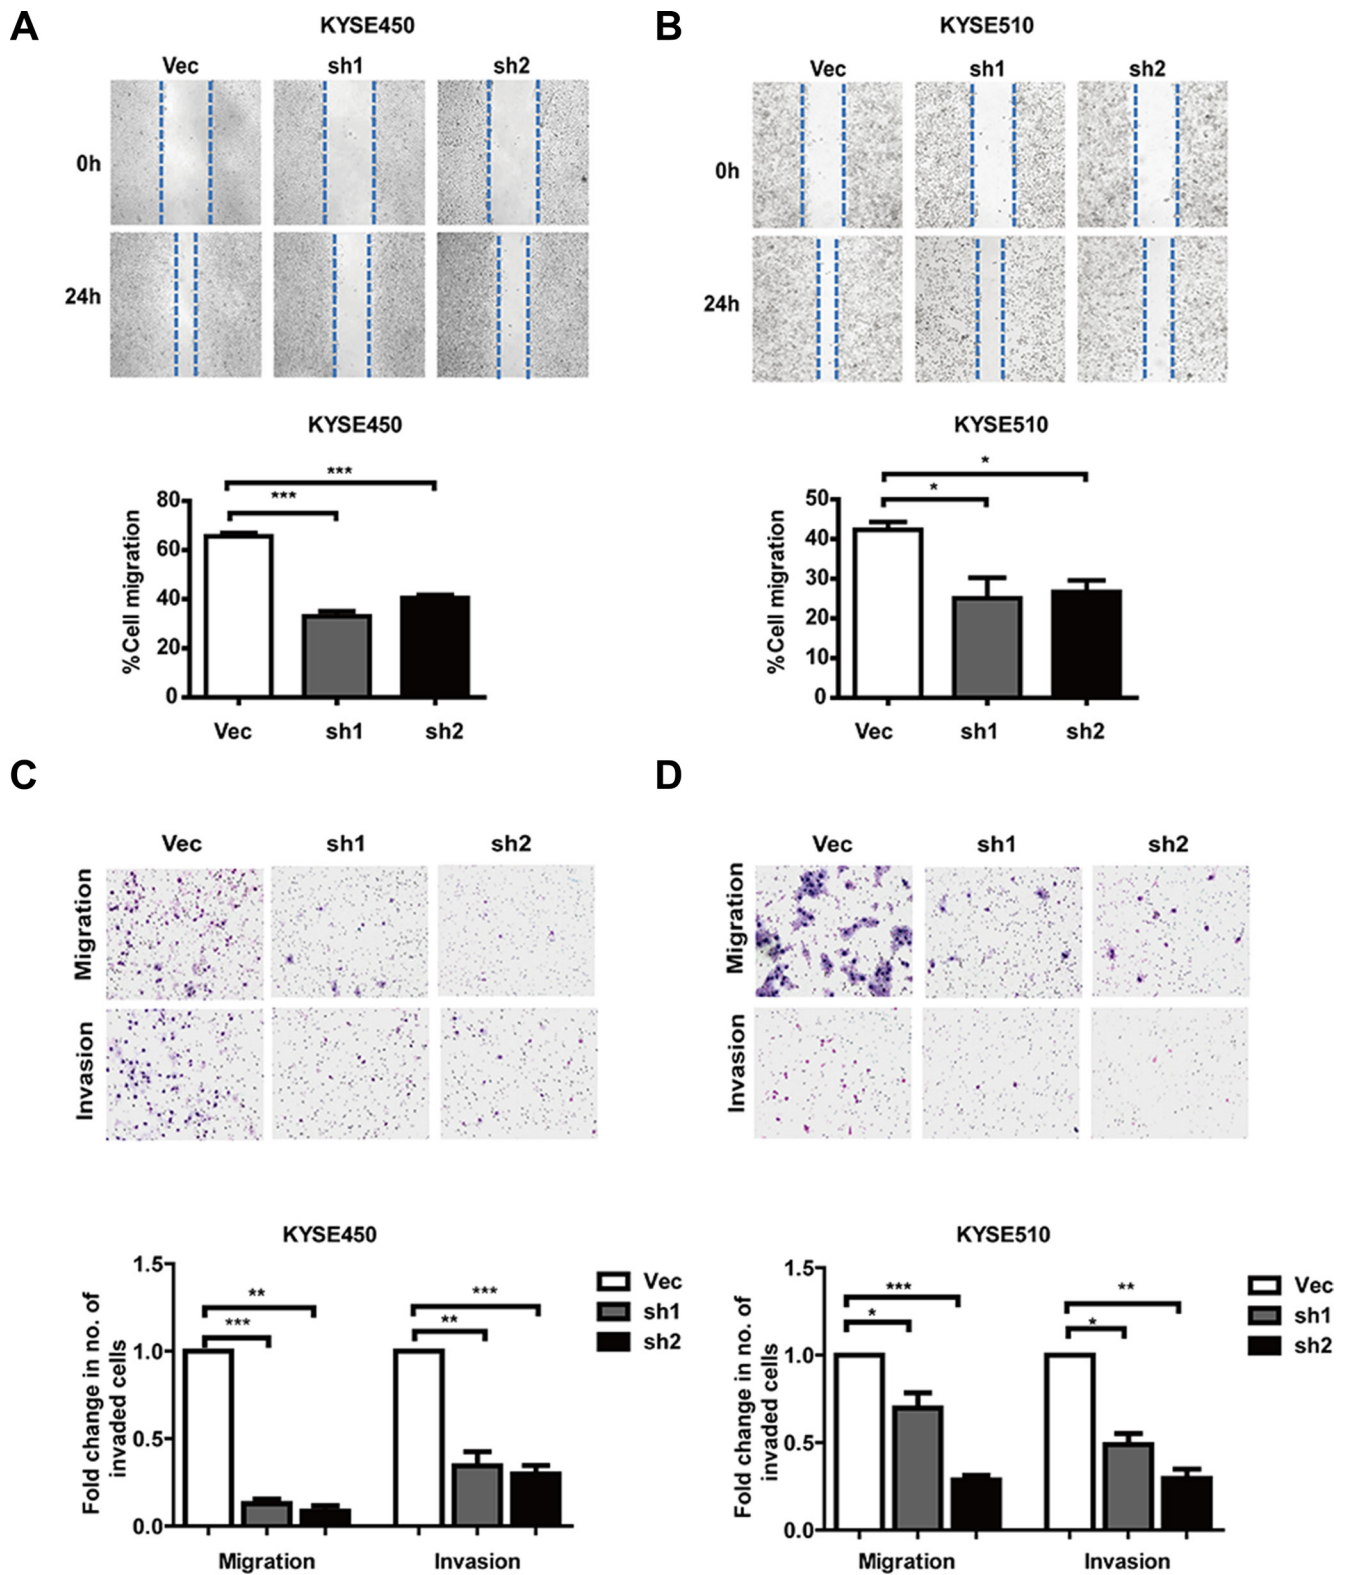 A
KYSE450
Vec sh1 sh2
0h
24h
KYSE450
%Cell migration
80
60
40
20
0
***
***
Vec sh1 sh2
B
KYSE510
Vec sh1 sh2
0h
24h
KYSE510
%Cell migration
50
40
30
20
10
0
*
*
Vec sh1 sh2
C
Vec sh1 sh2
Migration
Invasion
KYSE450
Fold change in no. of
invaded cells
1.5
1.0
0.5
0.0
**
***
***
**
Vec
sh1
sh2
Migration Invasion
D
Vec sh1 sh2
Migration
Invasion
KYSE510
Fold change in no. of
invaded cells
1.5
1.0
0.5
0.0
***
*
**
*
Vec
sh1
sh2
Migration Invasion